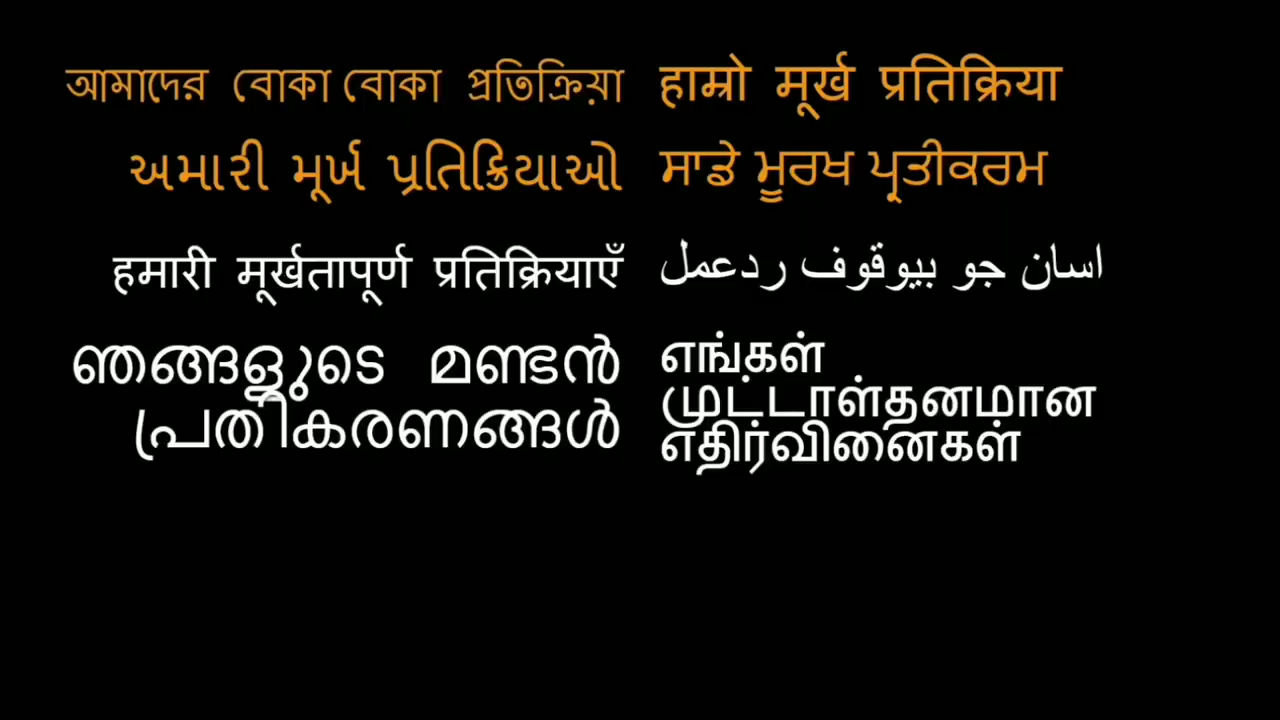 আমাদের বোকা বোকা প্রতিক্রিয়া
हाम्रो मूर्ख प्रतिक्रिया
અમારી મૂર્ખ પ્રતિક્રિયાઓ
ਸਾਡੇ ਮੂਰਖ ਪ੍ਰਤੀਕਰਮ
हमारी मूर्खतापूर्ण प्रतिक्रियाएँ
اسان جو بيوقوف ردعمل
ഞങ്ങളുടെ മണ്ടൻ
പ്രതികരണങ്ങൾ
எங்கள்
முட்டாள்தனமான
எதிர்வினைகள்